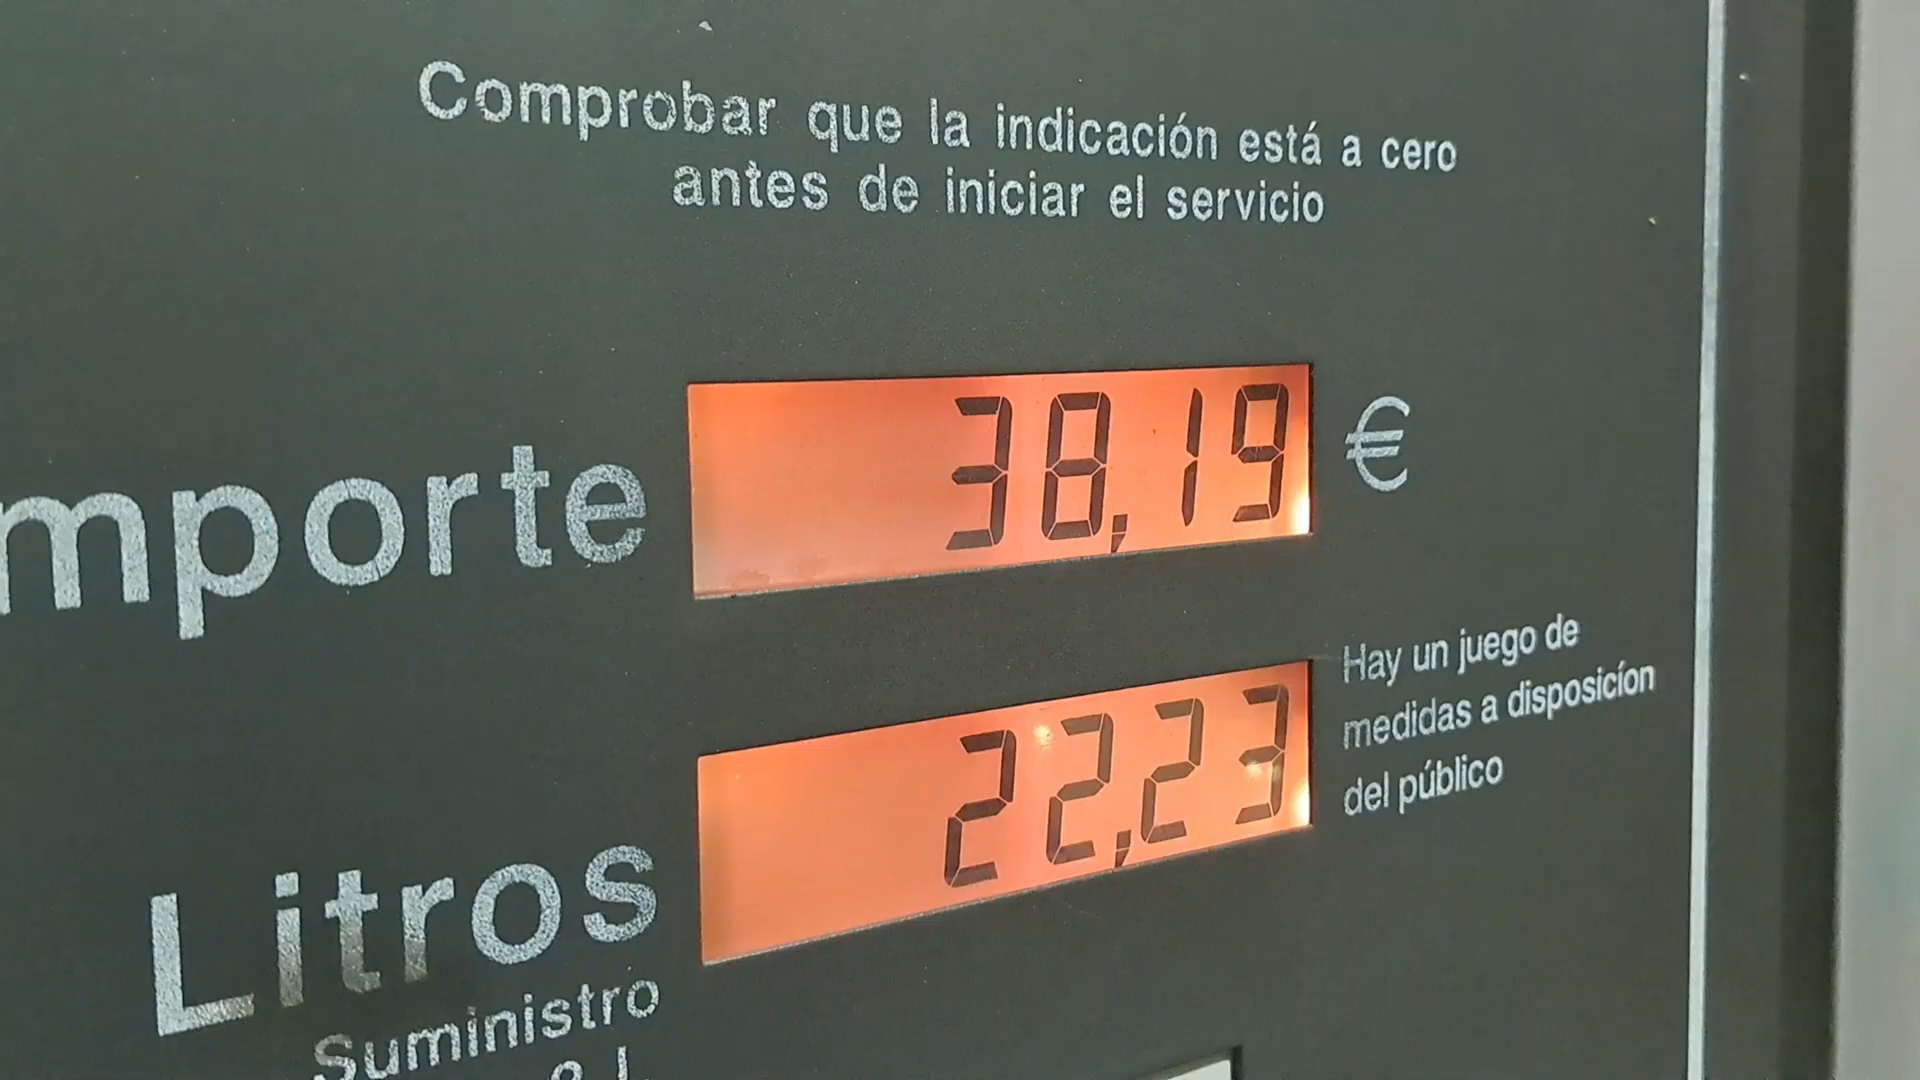 Comprobar que la indicación está a cero
antes de iniciar el servicio
mporte 38,19 €
Hay un juego de
medidas a disposicíon
del público
Litros 22,23
Suministro